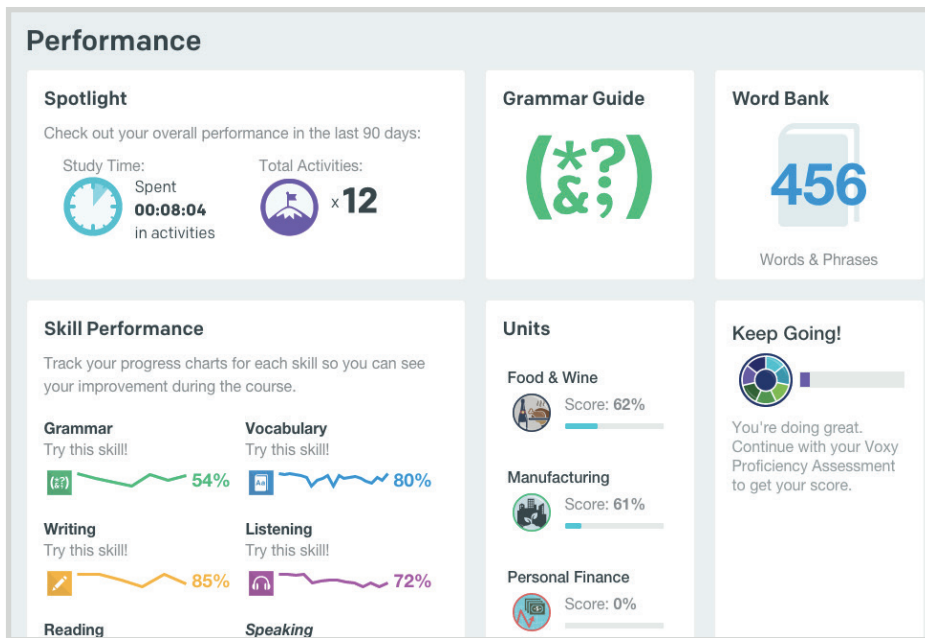 Performance
Spotlight
Check out your overall performance in the last 90 days:
Study Time:
Spent
00:08:04
in activities
Total Activities:
x 12
Grammar Guide
(*?&;)
Word Bank
456
Words & Phrases
Skill Performance
Track your progress charts for each skill so you can see
your improvement during the course.
Grammar
Try this skill!
54%
Vocabulary
Try this skill!
Aa
80%
Writing
Try this skill!
85%
Listening
Try this skill!
72%
Reading
Speaking
Units
Food & Wine
Score: 62%
Manufacturing
Score: 61%
Personal Finance
Score: 0%
Keep Going!
You're doing great.
Continue with your Voxy
Proficiency Assessment
to get your score.